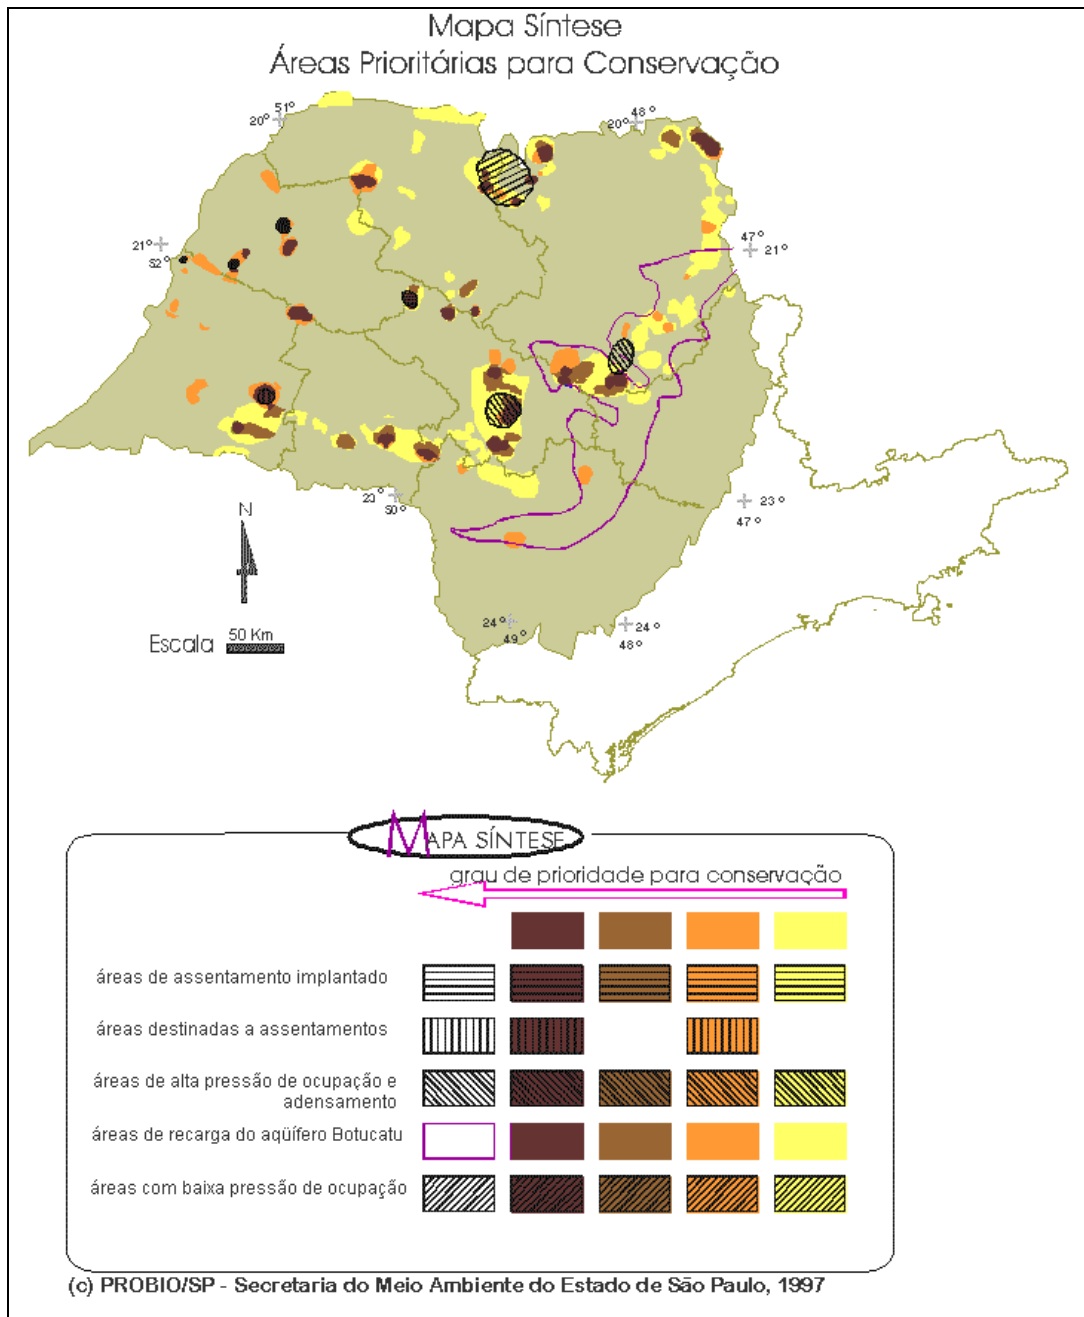 Mapa Síntese
Áreas Prioritárias para Conservação
51°
20°
48°
20°
47°
21°
21°
52°
23°
50°
23°
47°
N
24°
49°
24°
48°
Escala 50 Km
MAPA SÍNTESE
grau de prioridade para conservação
áreas de assentamento implantado
áreas destinadas a assentamentos
áreas de alta pressão de ocupação e
adensamento
áreas de recarga do aqüífero Botucatu
áreas com baixa pressão de ocupação
(c) PROBIO/SP - Secretaria do Meio Ambiente do Estado de São Paulo, 1997